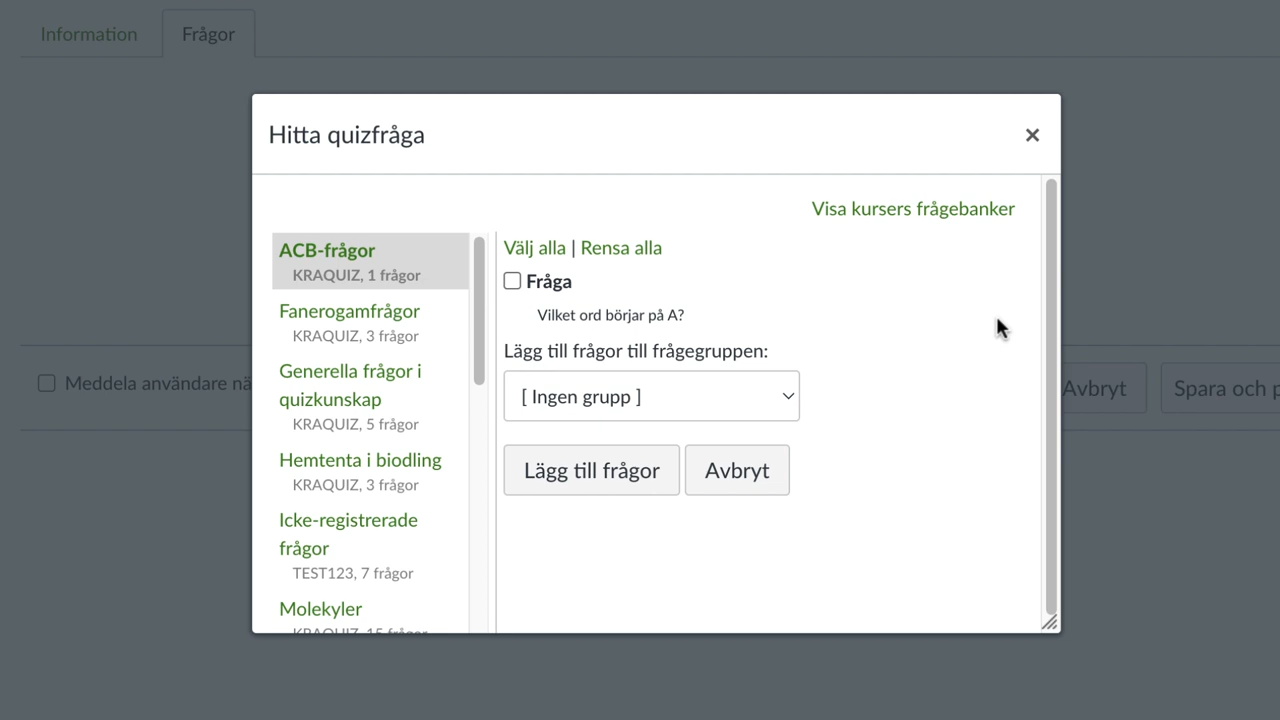 Information
Frågor
Hitta quizfråga
×
Visa kursers frågebanker
ACB-frågor
KRAQUIZ, 1 frågor
Fanerogamfrågor
KRAQUIZ, 3 frågor
Generella frågor i
quizkunskap
KRAQUIZ, 5 frågor
Hemtenta i biodling
KRAQUIZ, 3 frågor
Icke-registrerade
frågor
TEST123, 7 frågor
Molekyler
KRAQUIZ, 15 frågor
Välj alla | Rensa alla
Fråga
Vilket ord börjar på A?
Lägg till frågor till frågegruppen:
[ Ingen grupp ]
Lägg till frågor
Avbryt
Meddela användare nä
Avbryt
Spara och p